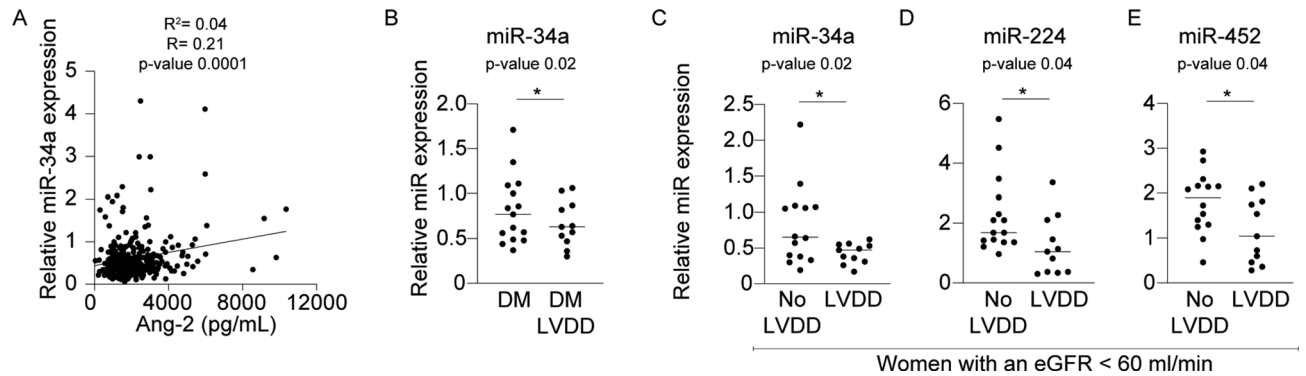 A
R²= 0.04
R= 0.21
p-value 0.0001
Relative miR-34a expression
5
4
3
2
1
0
0 4000 8000 12000
Ang-2 (pg/mL)
B
miR-34a
p-value 0.02
*
Relative miR expression
2.0
1.5
1.0
0.5
0
DM DM
LVDD
C
miR-34a
p-value 0.02
*
Relative miR expression
2.5
2.0
1.5
1.0
0.5
0
No LVDD
LVDD
D
miR-224
p-value 0.04
*
6
4
2
0
No LVDD
LVDD
E
miR-452
p-value 0.04
*
4
3
2
1
0
No LVDD
LVDD
Women with an eGFR < 60 ml/min